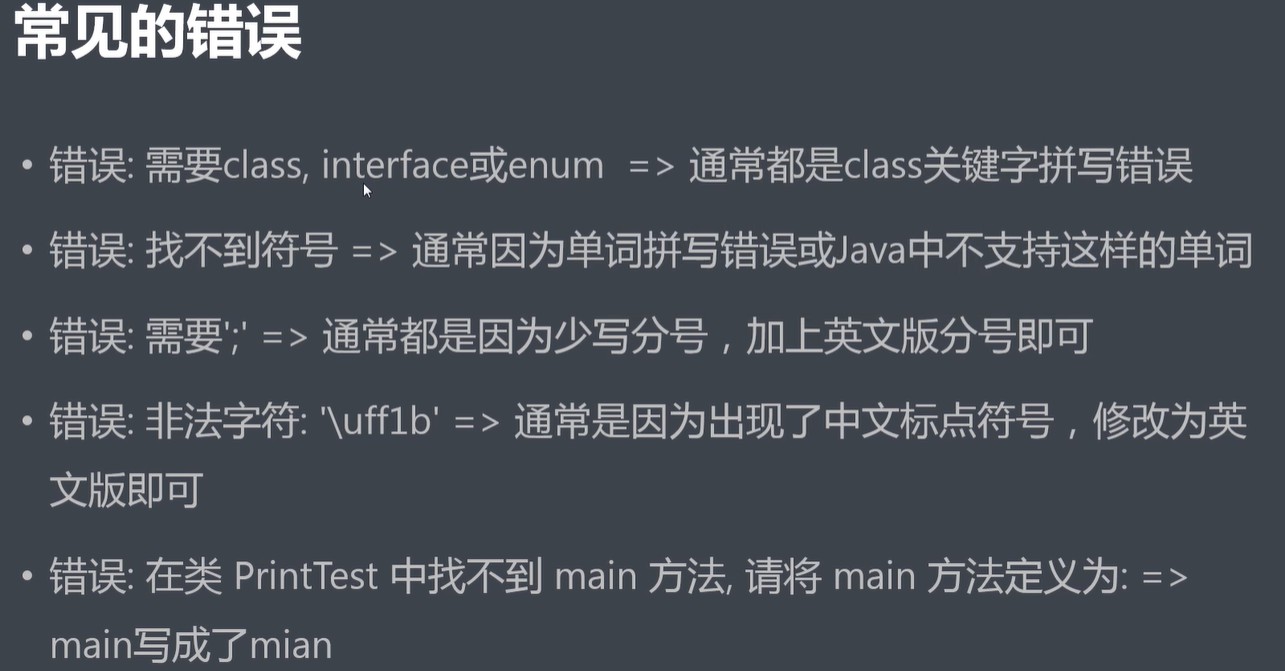 常见的错误
• 错误: 需要class, interface或enum => 通常都是class关键字拼写错误
• 错误: 找不到符号 => 通常因为单词拼写错误或Java中不支持这样的单词
• 错误: 需要';' => 通常都是因为少写分号，加上英文版分号即可
• 错误: 非法字符: '\uff1b' => 通常是因为出现了中文标点符号，修改为英
文版即可
• 错误: 在类 PrintTest 中找不到 main 方法, 请将 main 方法定义为: =>
main写成了mian